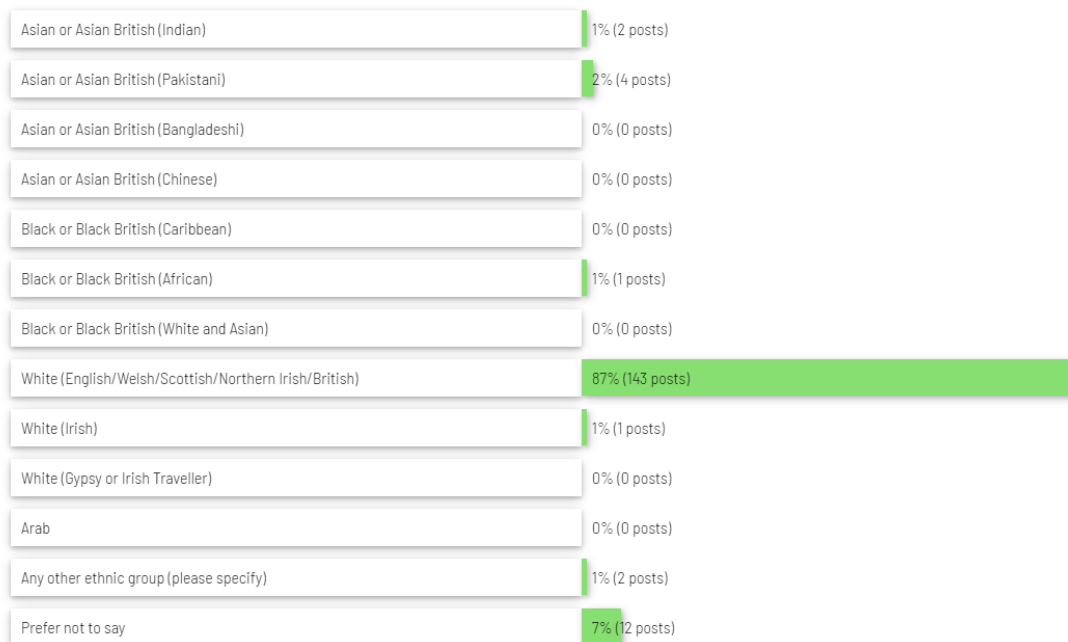 Asian or Asian British (Indian) 1% (2 posts)
Asian or Asian British (Pakistani) 2% (4 posts)
Asian or Asian British (Bangladeshi) 0% (0 posts)
Asian or Asian British (Chinese) 0% (0 posts)
Black or Black British (Caribbean) 0% (0 posts)
Black or Black British (African) 1% (1 posts)
Black or Black British (White and Asian) 0% (0 posts)
White (English/Welsh/Scottish/Northern Irish/British) 87% (143 posts)
White (Irish) 1% (1 posts)
White (Gypsy or Irish Traveller) 0% (0 posts)
Arab 0% (0 posts)
Any other ethnic group (please specify) 1% (2 posts)
Prefer not to say 7% (12 posts)